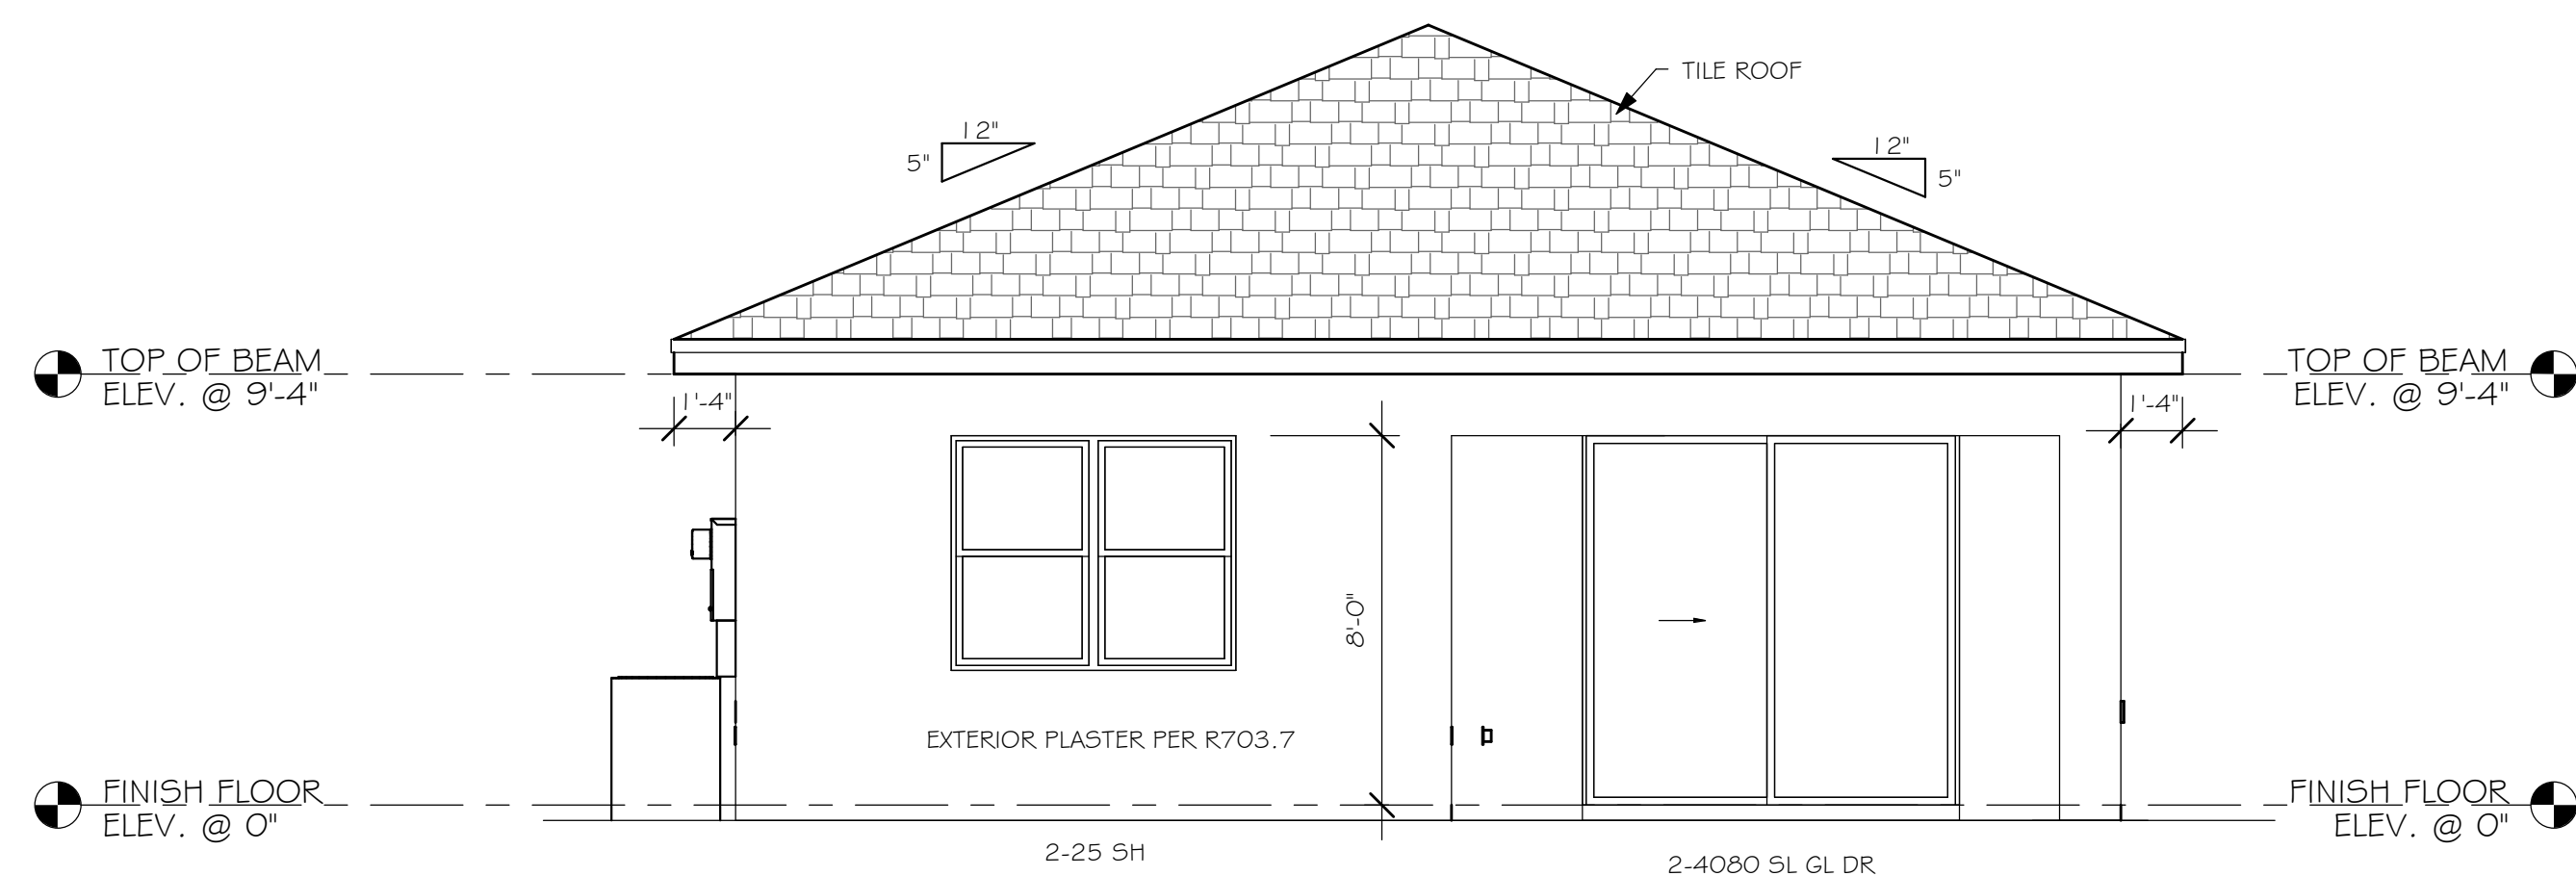 TILE ROOF
12"
5"
12"
5"
TOP OF BEAM
ELEV. @ 9'-4"
TOP OF BEAM
ELEV. @ 9'-4"
1'-4"
1'-4"
8'-0"
EXTERIOR PLASTER PER R703.7
FINISH FLOOR
ELEV. @ 0"
FINISH FLOOR
ELEV. @ 0"
2-25 SH
2-4080 SL GL DR